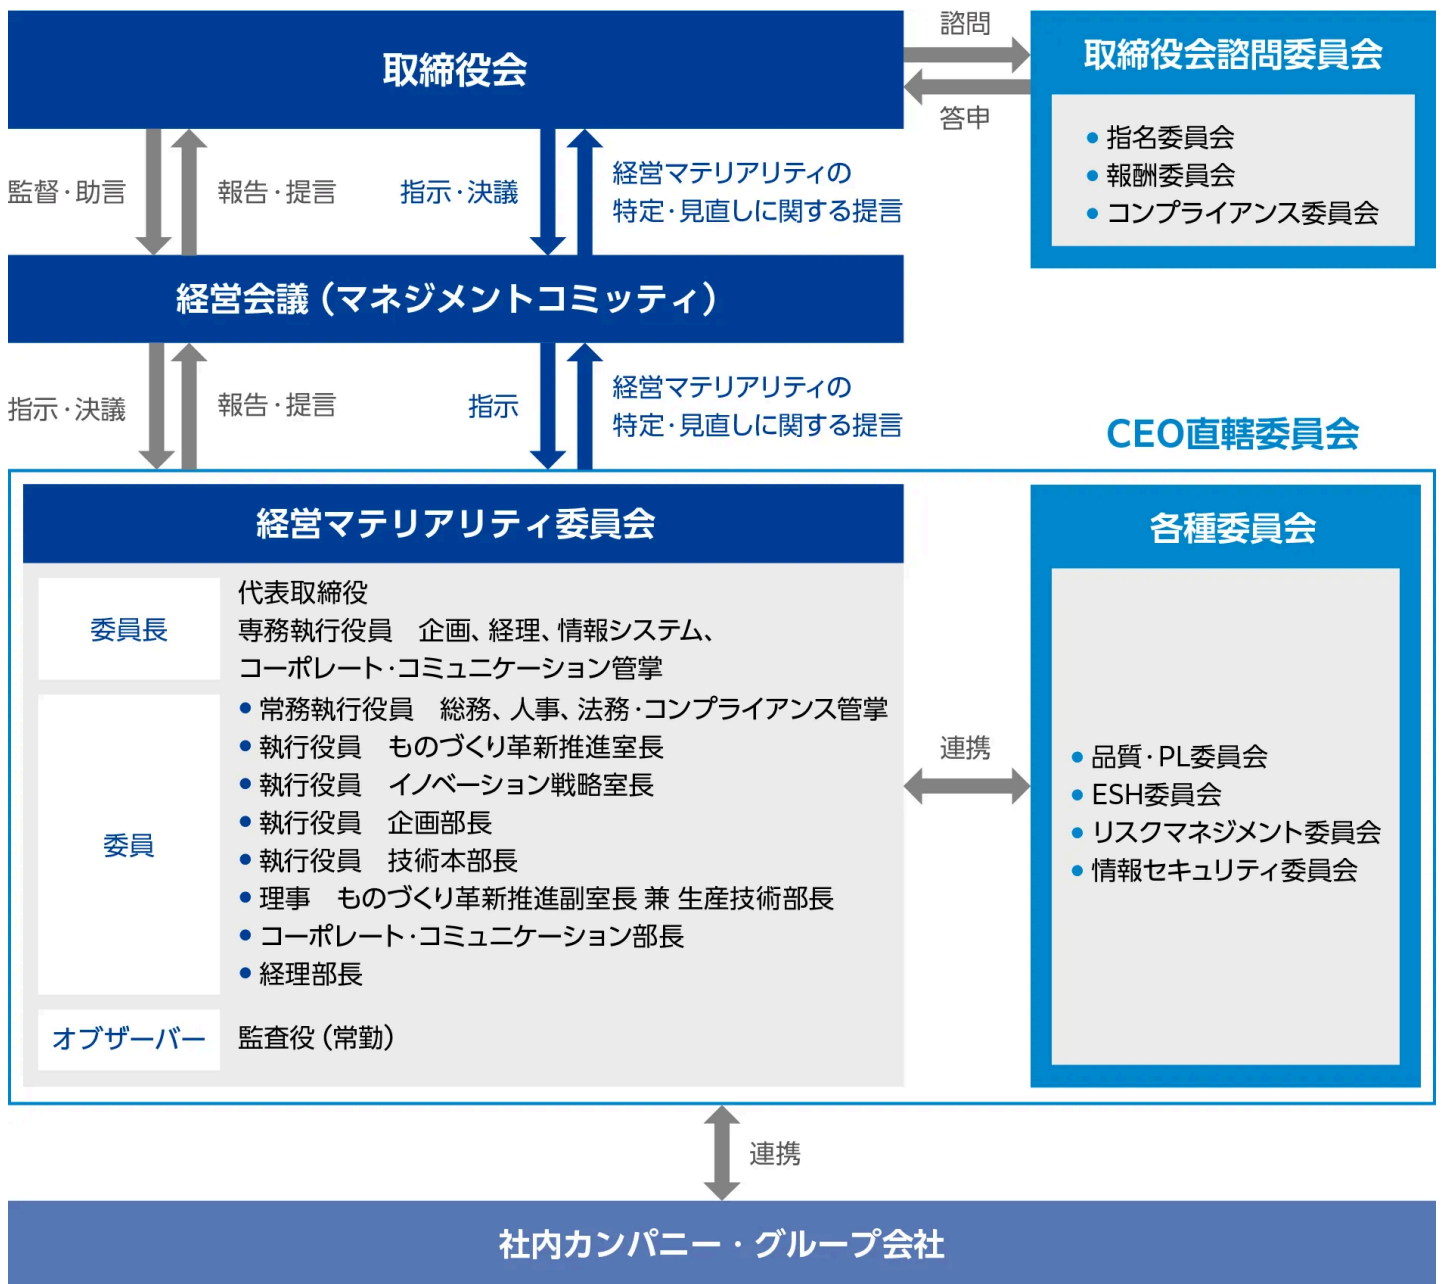 取締役会
諮問
答申
取締役会諮問委員会
• 指名委員会
• 報酬委員会
• コンプライアンス委員会
監督・助言
報告・提言
指示・決議
経営マテリアリティの
特定・見直しに関する提言
経営会議（マネジメントコミッティ）
指示・決議
報告・提言
指示
経営マテリアリティの
特定・見直しに関する提言
CEO直轄委員会
経営マテリアリティ委員会
委員長
代表取締役
専務執行役員　企画、経理、情報システム、
コーポレート・コミュニケーション管掌
委員
• 常務執行役員　総務、人事、法務・コンプライアンス管掌
• 執行役員　ものづくり革新推進室長
• 執行役員　イノベーション戦略室長
• 執行役員　企画部長
• 執行役員　技術本部長
• 理事　ものづくり革新推進副室長 兼 生産技術部長
• コーポレート・コミュニケーション部長
• 経理部長
オブザーバー
監査役（常勤）
連携
各種委員会
• 品質・PL委員会
• ESH委員会
• リスクマネジメント委員会
• 情報セキュリティ委員会
連携
社内カンパニー・グループ会社